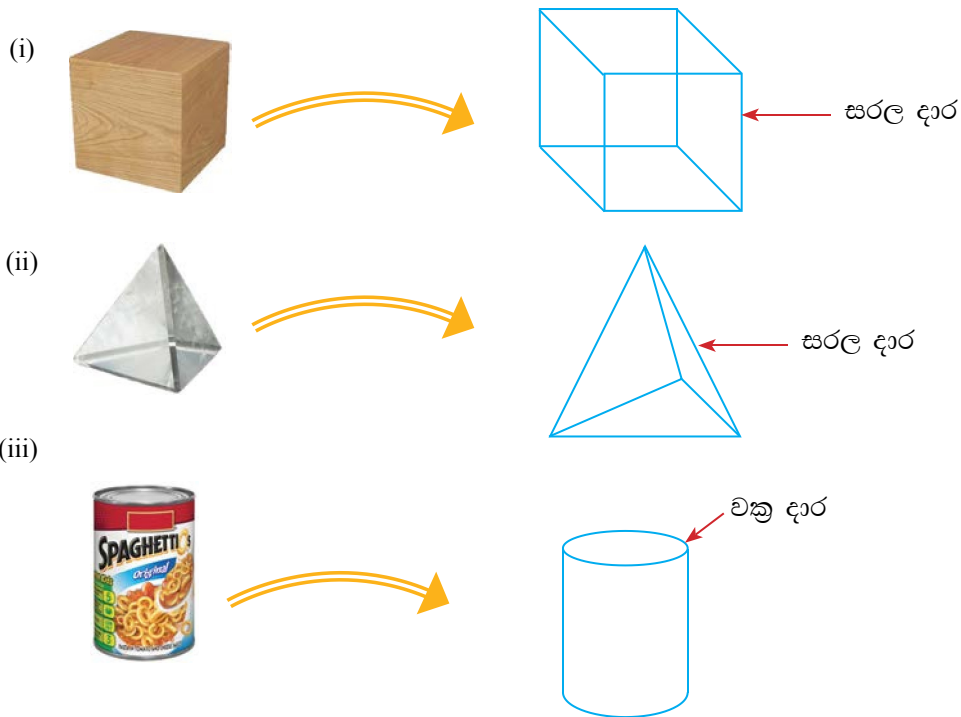 (i)
සරල දාර
(ii)
සරල දාර
(iii)
වක්‍ර දාර
SPAGHETTIOs
Original